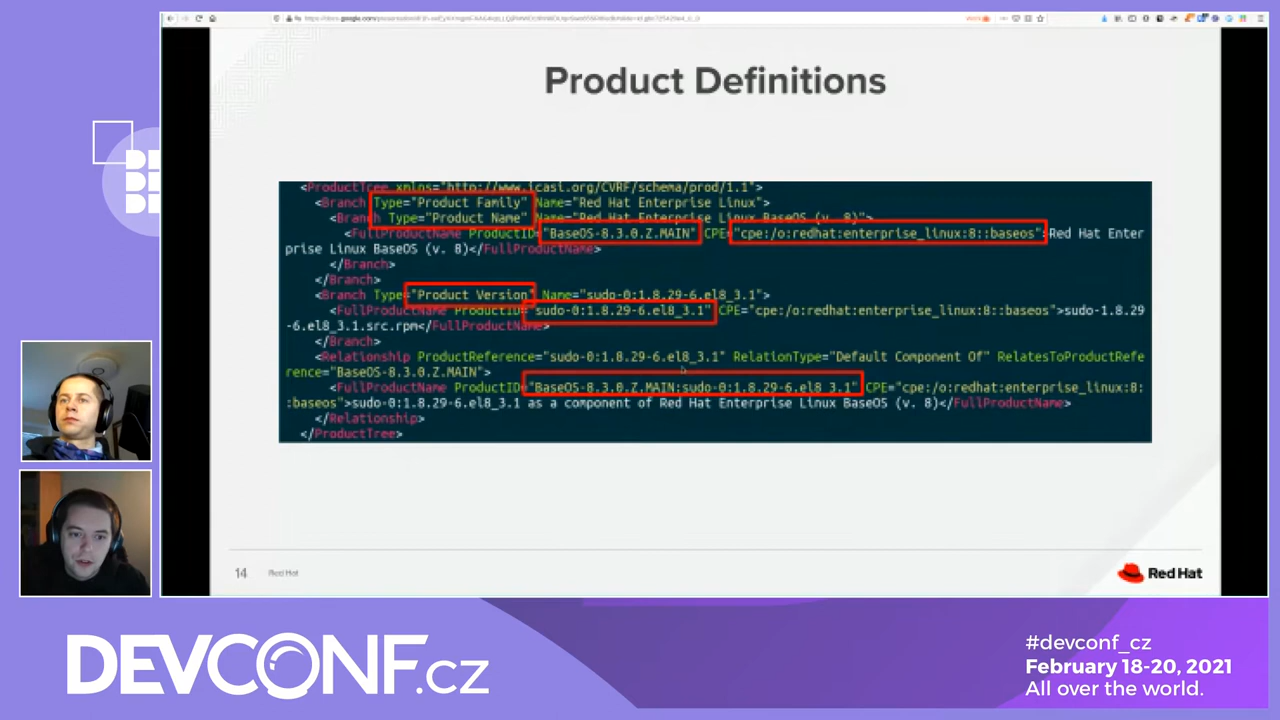 Product Definitions
<ProductTree xmlns="http://www.icasi.org/CVRF/schema/prod/1.1">
<Branch Type="Product Family" Name="Red Hat Enterprise Linux">
<Branch Type="Product Name" Name="Red Hat Enterprise Linux BaseOS (v. 8)">
<FullProductName ProductID="BaseOS-8.3.0.Z.MAIN" CPE="cpe:/o:redhat:enterprise_linux:8::baseos">Red Hat Enter
prise Linux BaseOS (v. 8)</FullProductName>
</Branch>
</Branch>
<Branch Type="Product Version" Name="sudo-0:1.8.29-6.el8_3.1">
<FullProductName ProductID="sudo-0:1.8.29-6.el8_3.1" CPE="cpe:/o:redhat:enterprise_linux:8::baseos">sudo-1.8.29
-6.el8_3.1.src.rpm</FullProductName>
</Branch>
<Relationship ProductReference="sudo-0:1.8.29-6.el8_3.1" RelationType="Default Component Of" RelatesToProductRefe
rence="BaseOS-8.3.0.Z.MAIN">
<FullProductName ProductID="BaseOS-8.3.0.Z.MAIN:sudo-0:1.8.29-6.el8_3.1" CPE="cpe:/o:redhat:enterprise_linux:8:
:baseos">sudo-0:1.8.29-6.el8_3.1 as a component of Red Hat Enterprise Linux BaseOS (v. 8)</FullProductName>
</Relationship>
</ProductTree>
14 Red Hat
Red Hat
DEVCONF.cz
#devconf_cz
February 18-20, 2021
All over the world.